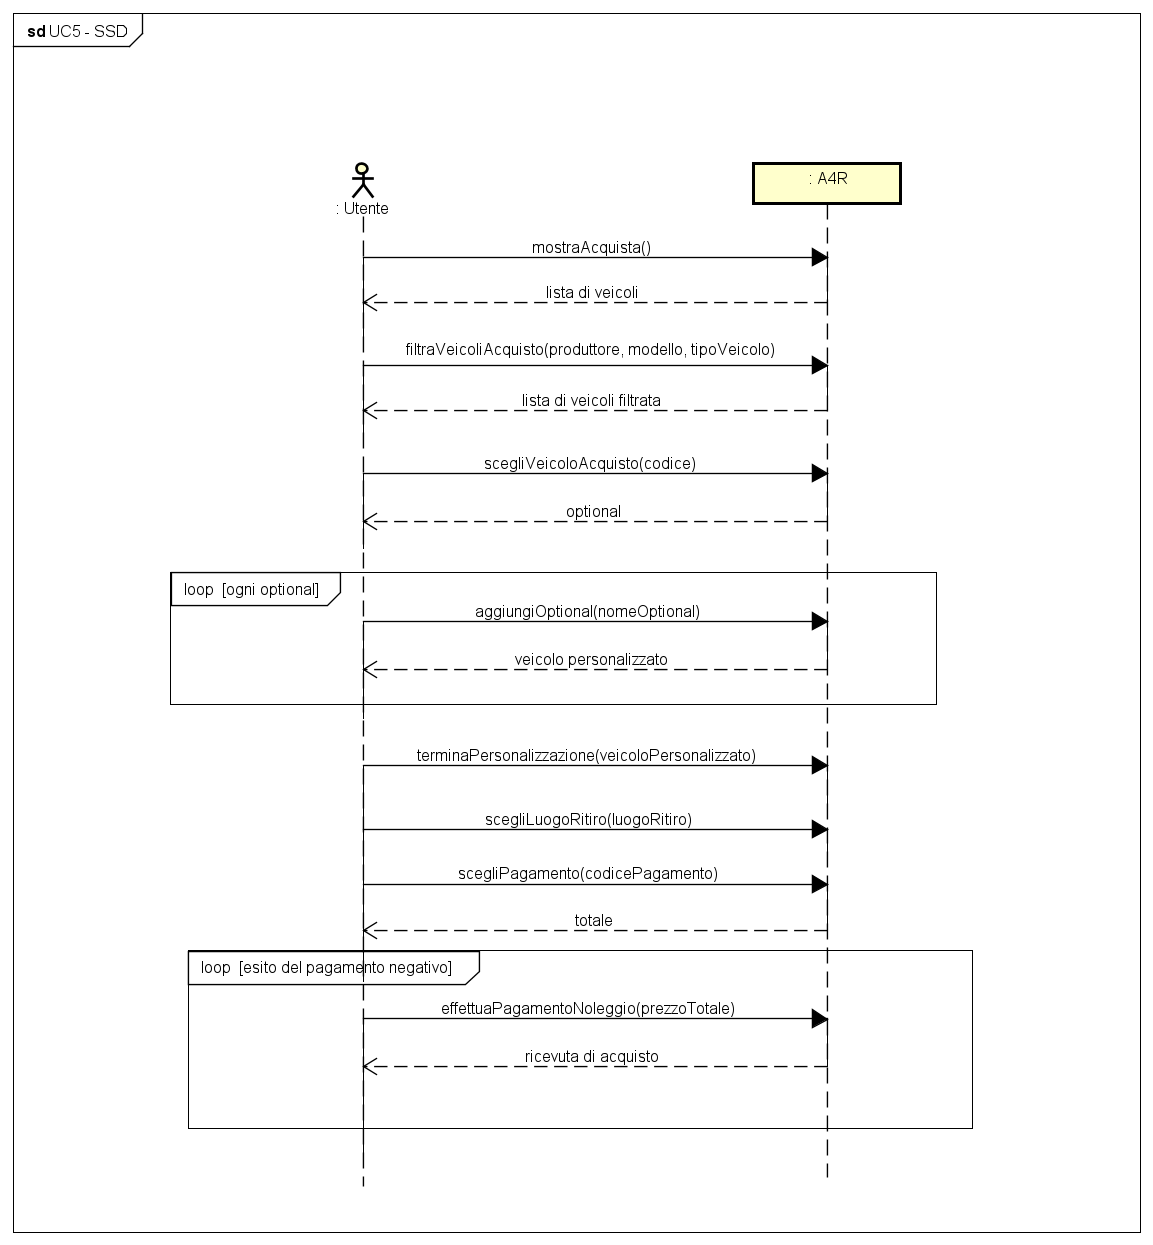 sd UC5 - SSD
: A4R
: Utente
mostraAcquista()
lista di veicoli
filtraVeicoliAcquisto(produttore, modello, tipoVeicolo)
lista di veicoli filtrata
scegliVeicoloAcquisto(codice)
optional
loop [ogni optional]
aggiungiOptional(nomeOptional)
veicolo personalizzato
terminaPersonalizzazione(veicoloPersonalizzato)
scegliLuogoRitiro(luogoRitiro)
scegliPagamento(codicePagamento)
totale
loop [esito del pagamento negativo]
effettuaPagamentoNoleggio(prezzoTotale)
ricevuta di acquisto